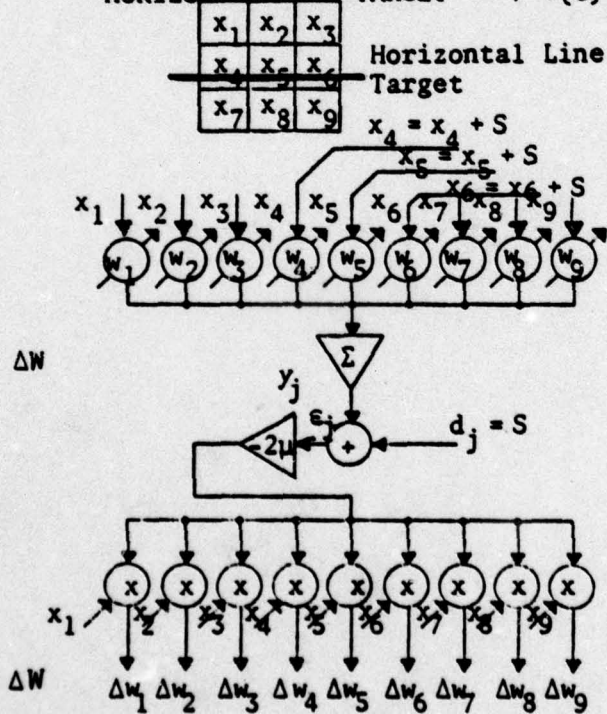 x1 x2 x3
x4 x5 x6 Horizontal Line
Target
x7 x8 x9
x4 = x4 + S
x5 = x5 + S
x6 = x6 + S
x1 x2 x3 x4 x5 x6 x7 x8 x9
w1 w2 w3 w4 w5 w6 w7 w8 w9
ΔW
Σ
yj
εj
-2μ + dj = S
x x x x x x x x x
x1 x2 x3 x4 x5 x6 x7 x8 x9
ΔW Δw1 Δw2 Δw3 Δw4 Δw5 Δw6 Δw7 Δw8 Δw9